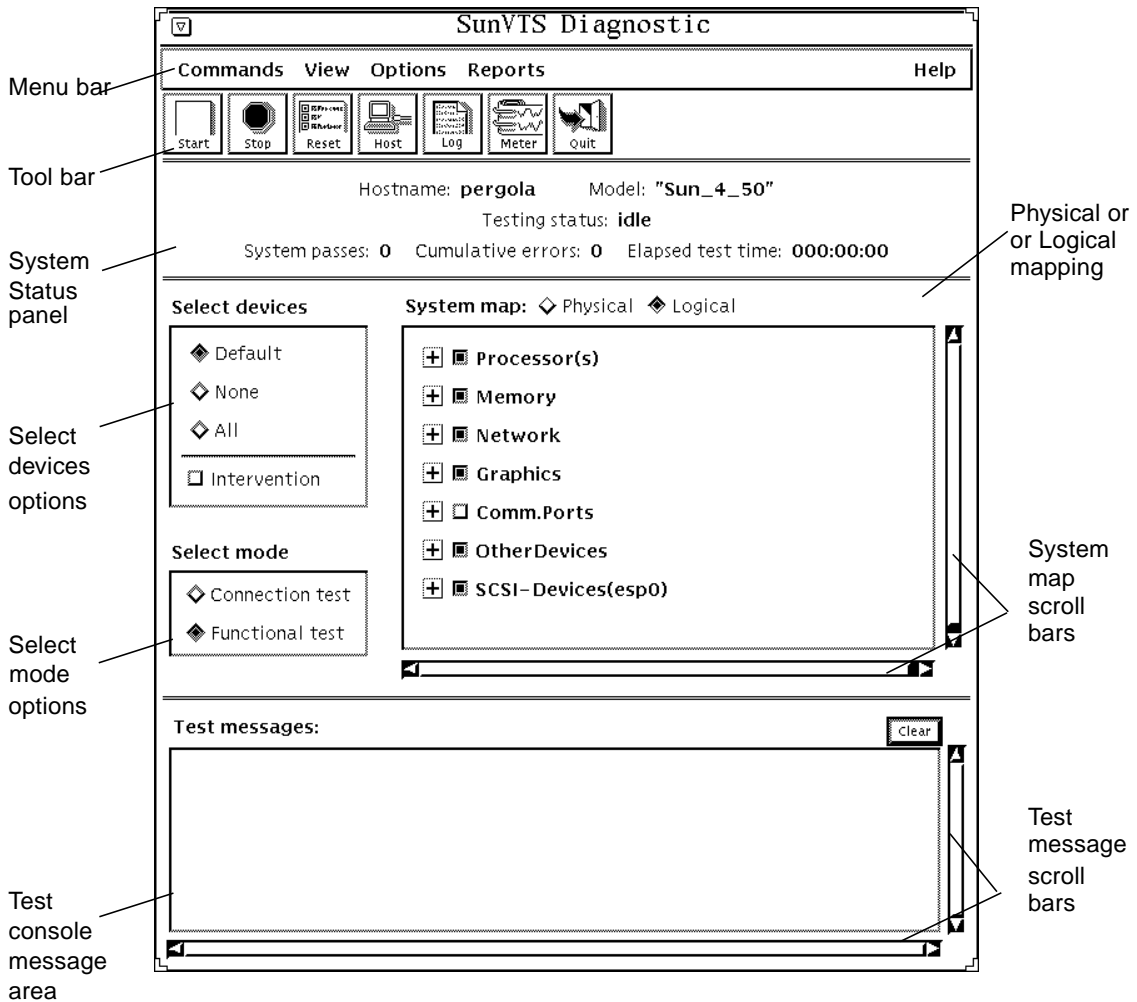 SunVTS Diagnostic
Menu bar
Commands View Options Reports Help
Start Stop Reset Host Log Meter Quit
Tool bar
Hostname: pergola Model: "Sun_4_50"
Testing status: idle
System passes: 0 Cumulative errors: 0 Elapsed test time: 000:00:00
System
Status
panel
Physical or
or Logical
mapping
Select devices
Default
None
All
Intervention
Select
devices
options
System map: Physical Logical
Processor(s)
Memory
Network
Graphics
Comm.Ports
OtherDevices
SCSI-Devices(esp0)
System
map
scroll
bars
Select mode
Connection test
Functional test
Select
mode
options
Test messages: Clear
Test
message
scroll
bars
Test
console
message
area